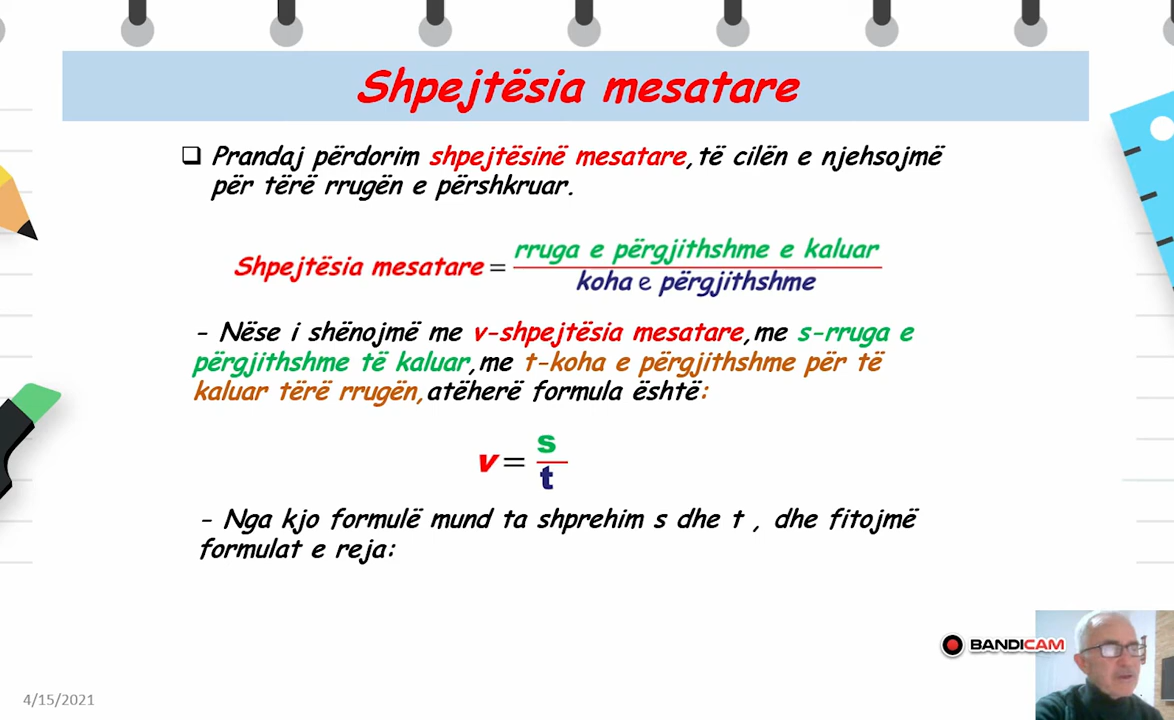 Shpejtësia mesatare
❑ Prandaj përdorim shpejtësinë mesatare, të cilën e njehsojmë
për tërë rrugën e përshkruar.
Shpejtësia mesatare = rruga e përgjithshme e kaluar
koha e përgjithshme
- Nëse i shënojmë me v-shpejtësia mesatare, me s-rruga e
përgjithshme të kaluar, me t-koha e përgjithshme për të
kaluar tërë rrugën, atëherë formula është:
v = s
t
- Nga kjo formulë mund ta shprehim s dhe t , dhe fitojmë
formulat e reja:
BANDICAM
4/15/2021